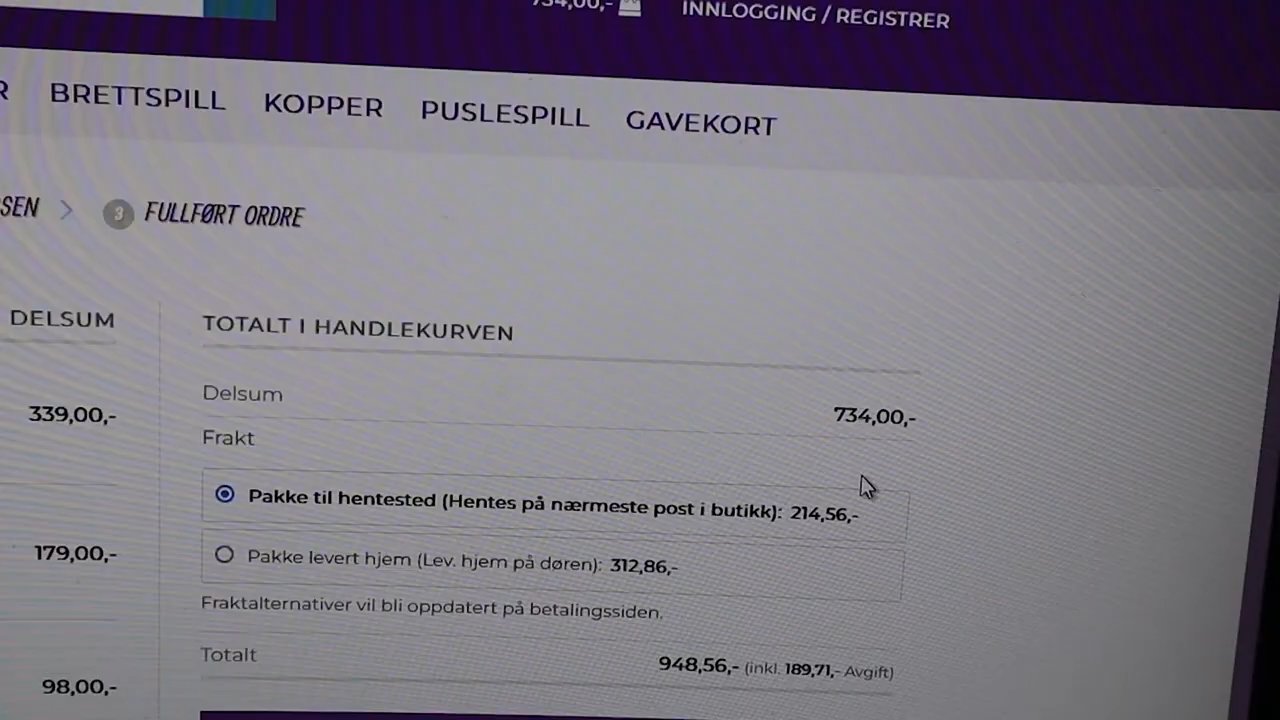 734,00,-
INNLOGGING / REGISTRER
R BRETTSPILL KOPPER PUSLESPILL GAVEKORT
SEN > 3 FULLFØRT ORDRE
DELSUM
TOTALT I HANDLEKURVEN
Delsum 734,00,-
339,00,-
Frakt
Pakke til hentested (Hentes på nærmeste post i butikk): 214,56,-
179,00,-
Pakke levert hjem (Lev. hjem på døren): 312,86,-
Fraktalternativer vil bli oppdatert på betalingssiden.
Totalt 948,56,- (inkl. 189,71,- Avgift)
98,00,-